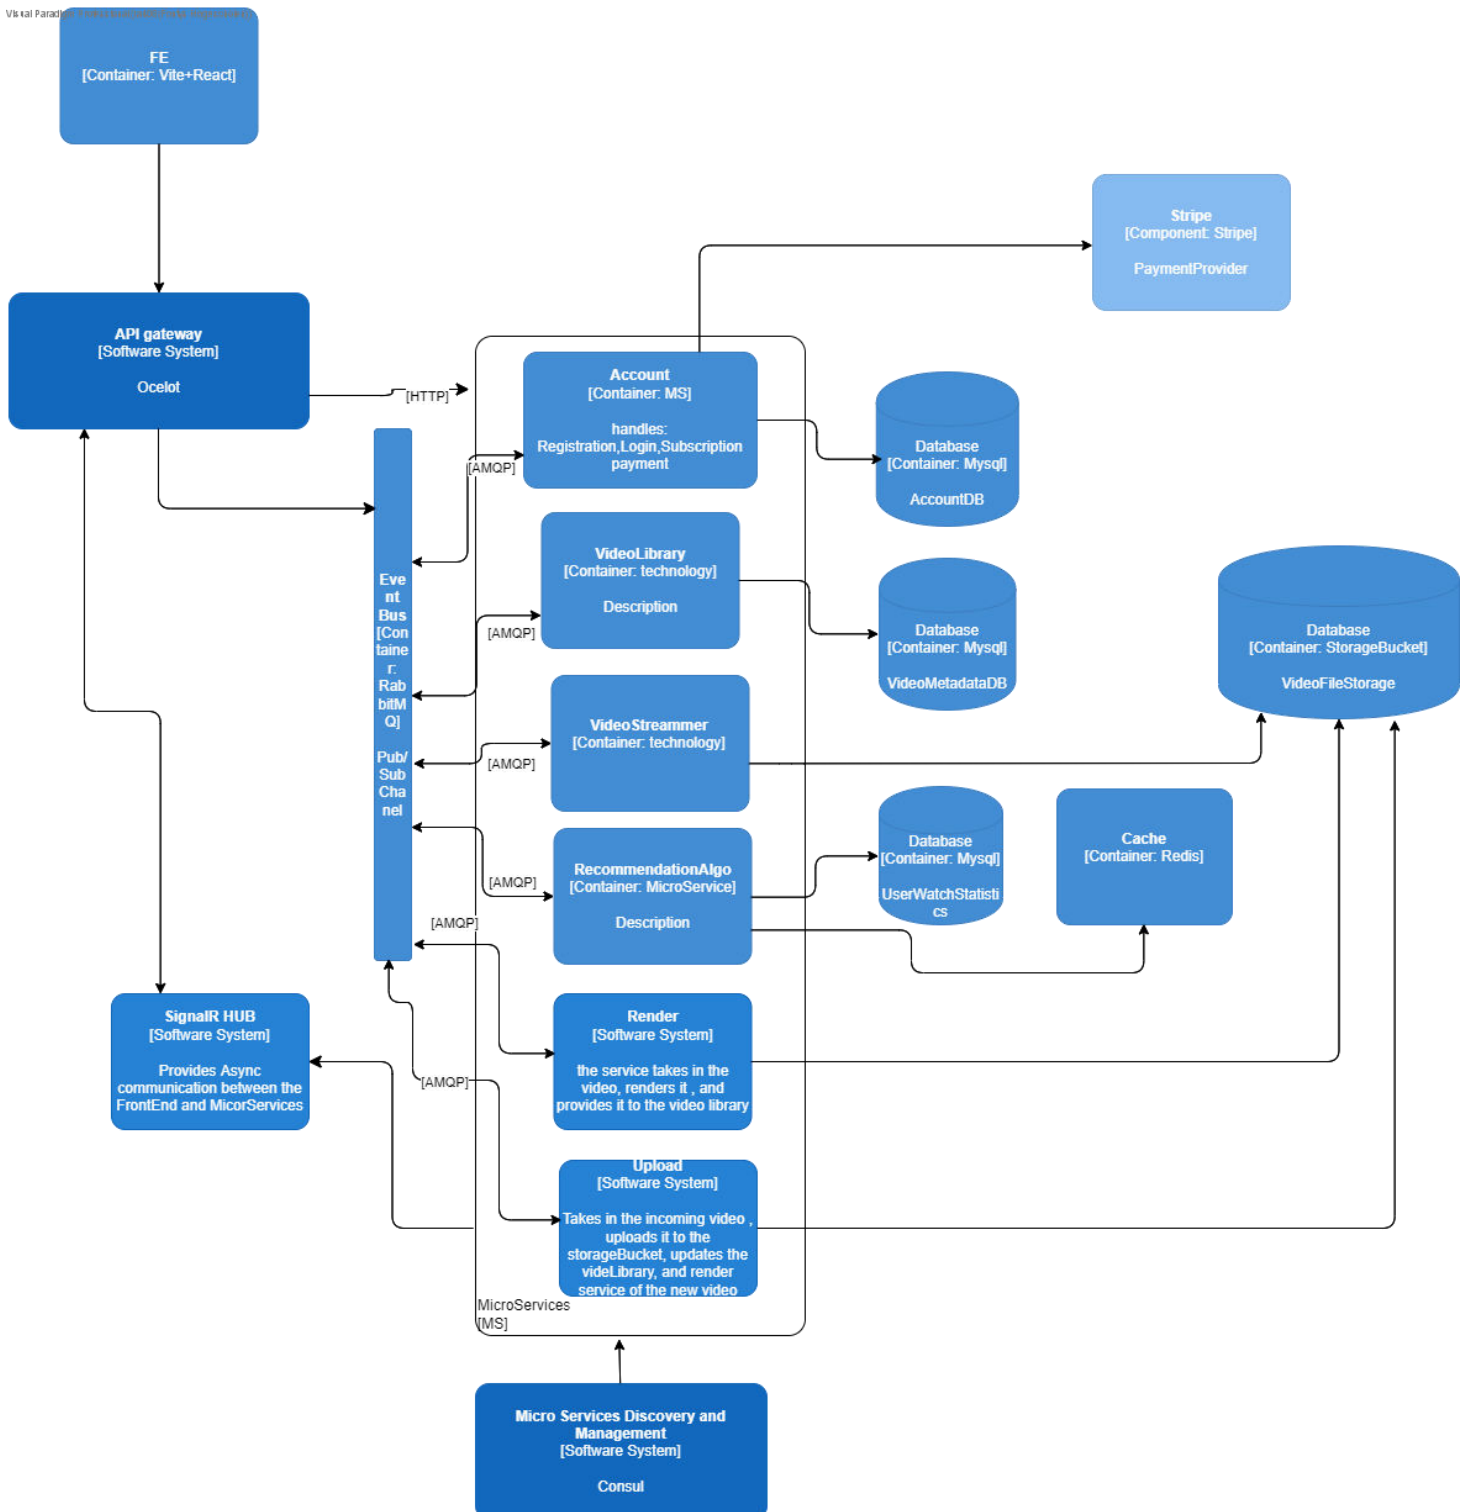 Visual Paradigm
FE
[Container: Vite+React]
Stripe
[Component: Stripe]
PaymentProvider
API gateway
[Software System]
Ocelot
[HTTP]
Account
[Container: MS]
handles:
Registration,Login,Subscription
payment
[AMQP]
Database
[Container: Mysql]
AccountDB
Eve
nt
Bus
[Con
taine
r:
Rab
bitM
Q]
Pub/
Sub
Cha
nel
VideoLibrary
[Container: technology]
Description
[AMQP]
Database
[Container: Mysql]
VideoMetadataDB
Database
[Container: StorageBucket]
VideoFileStorage
VideoStreammer
[Container: technology]
[AMQP]
RecommendationAlgo
[Container: MicroService]
Description
[AMQP]
Database
[Container: Mysql]
UserWatchStatisti
cs
Cache
[Container: Redis]
[AMQP]
SignalR HUB
[Software System]
Provides Async
communication between the
FrontEnd and MicorServices
Render
[Software System]
the service takes in the
video, renders it , and
provides it to the video library
[AMQP]
Upload
[Software System]
Takes in the incoming video ,
uploads it to the
storageBucket, updates the
videLibrary, and render
service of the new video
MicroServices
[MS]
Micro Services Discovery and
Management
[Software System]
Consul